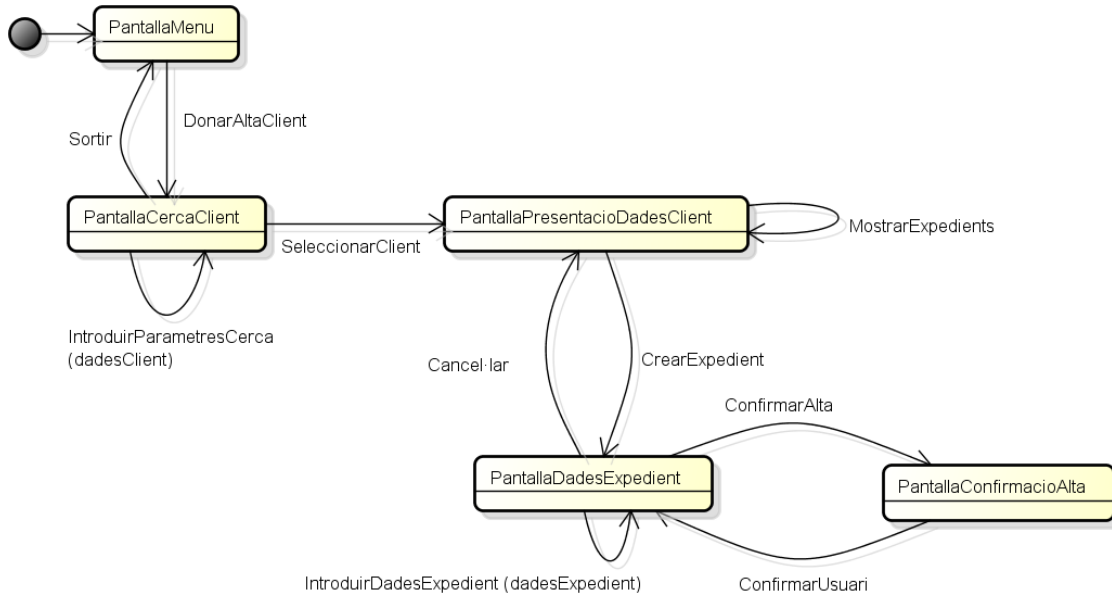 PantallaMenu
DonarAltaClient
Sortir
PantallaCercaClient
PantallaPresentacioDadesClient
MostrarExpedients
SeleccionarClient
IntroduirParametresCerca
(dadesClient)
Cancel·lar
CrearExpedient
ConfirmarAlta
PantallaDadesExpedient
PantallaConfirmacioAlta
IntroduirDadesExpedient (dadesExpedient)
ConfirmarUsuari